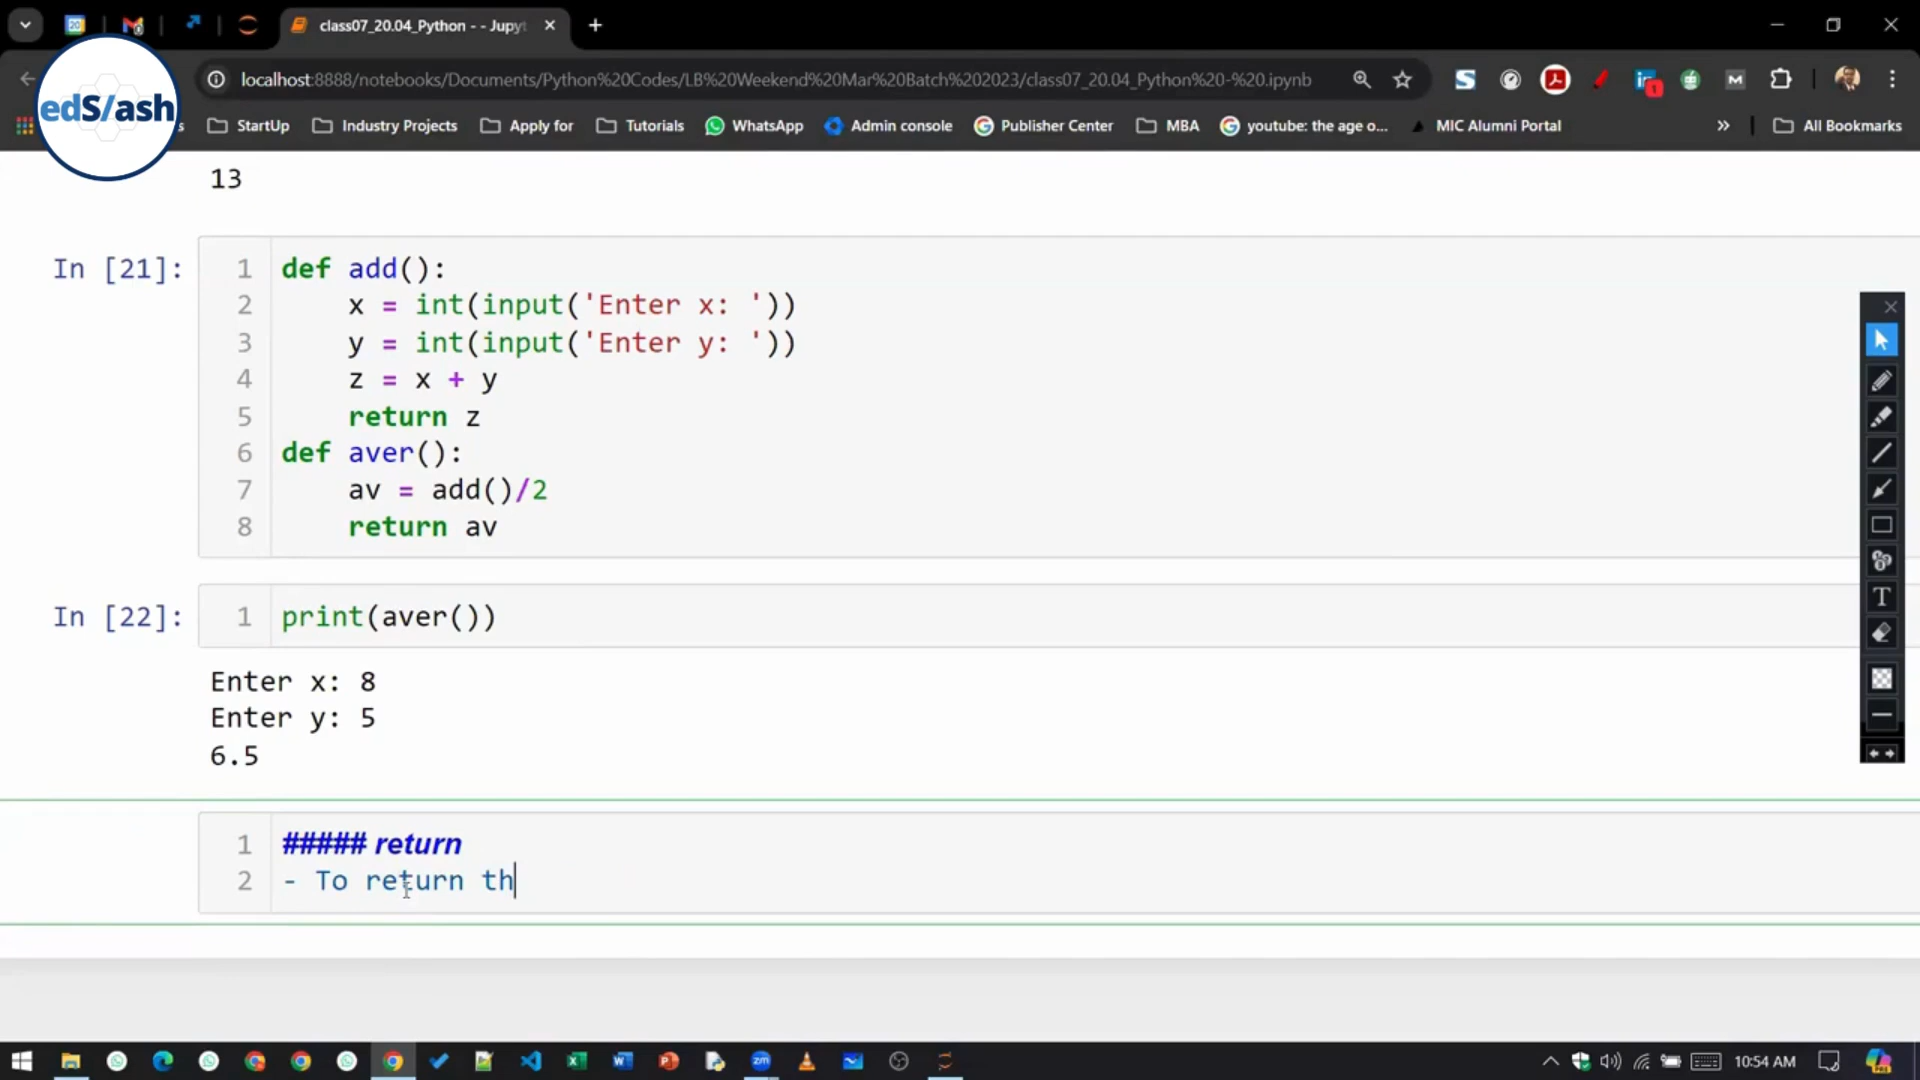 class07_20.04_Python - - Jupyt
localhost:8888/notebooks/Documents/Python%20Codes/LB%20Weekend%20Mar%20Batch%202023/class07_20.04_Python%20-%20.ipynb
edS/ash
StartUp
Industry Projects
Apply for
Tutorials
WhatsApp
Admin console
Publisher Center
MBA
youtube: the age o...
MIC Alumni Portal
All Bookmarks
13
In [21]:
1 def add():
2 x = int(input('Enter x: '))
3 y = int(input('Enter y: '))
4 z = x + y
5 return z
6 def aver():
7 av = add()/2
8 return av
In [22]:
1 print(aver())
Enter x: 8
Enter y: 5
6.5
1 ##### return
2 - To return th
10:54 AM